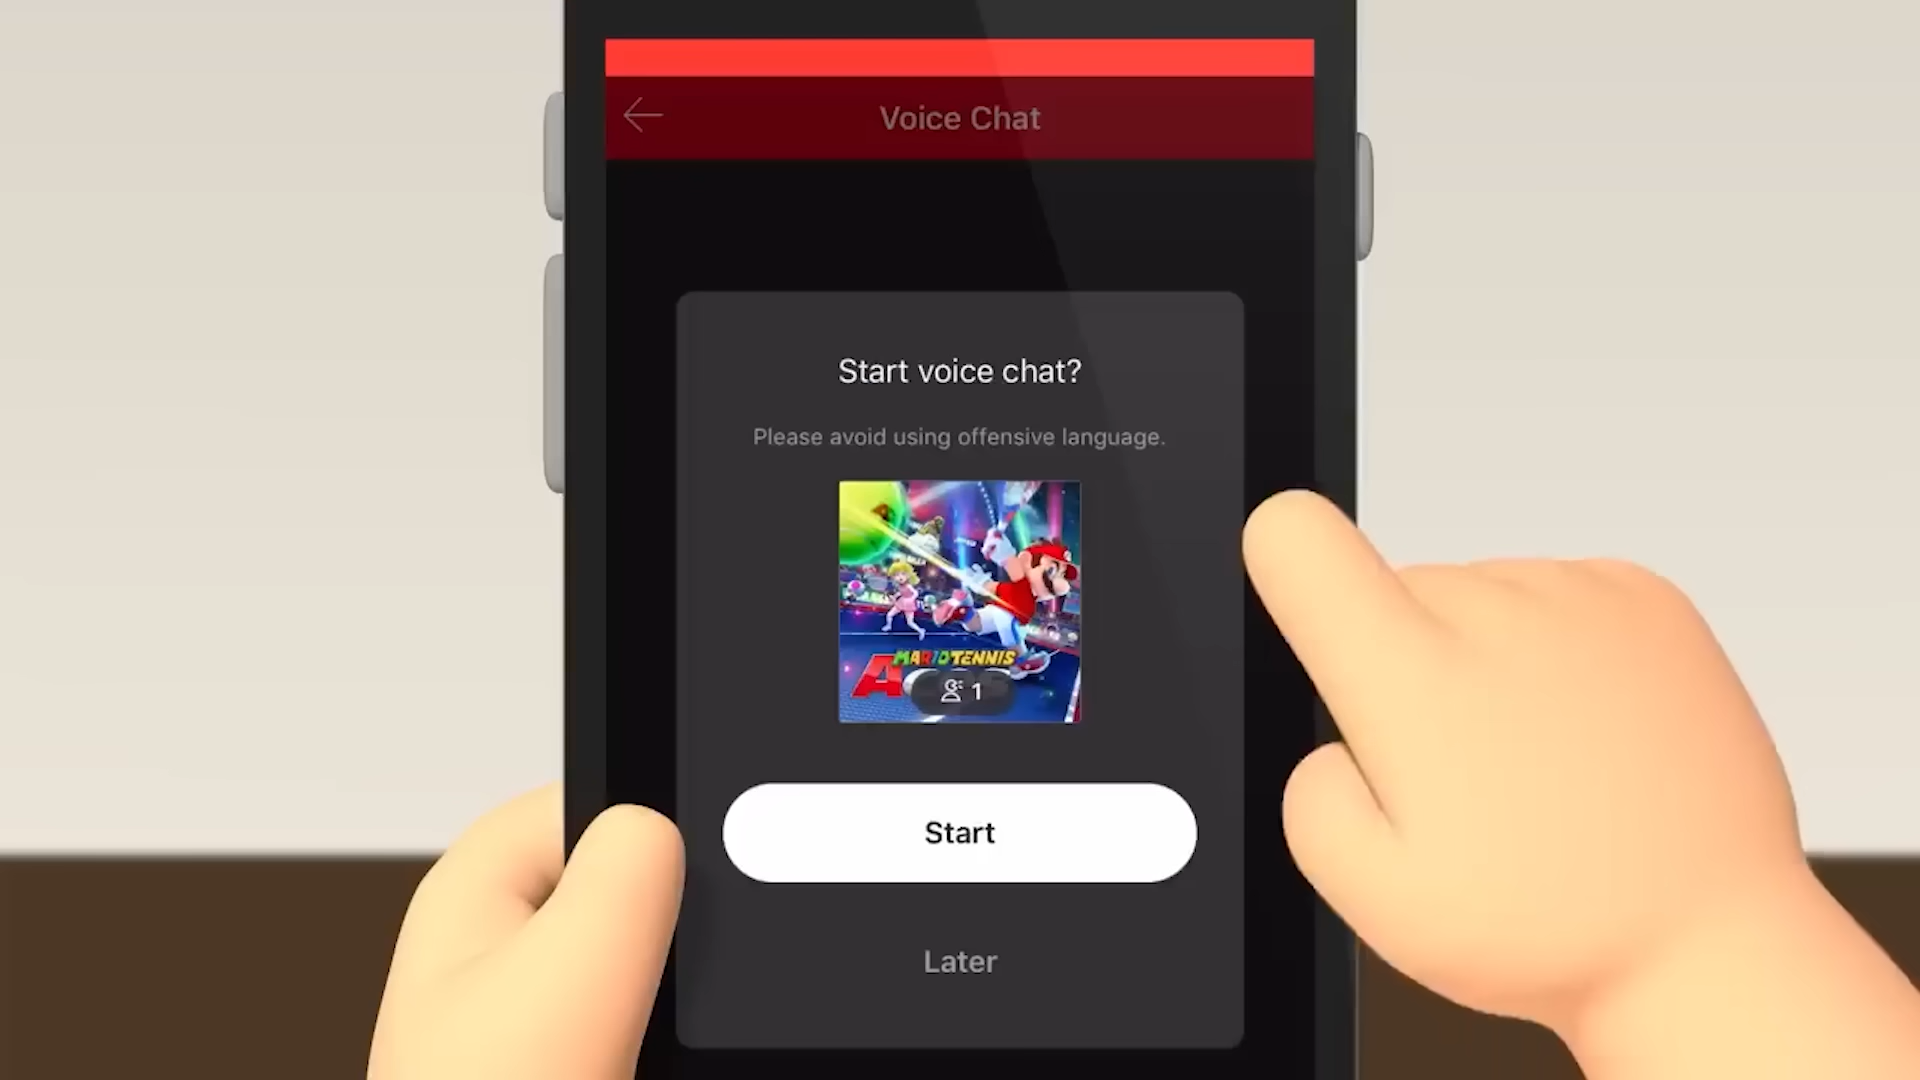 Voice Chat
Start voice chat?
Please avoid using offensive language.
MARIO TENNIS
1
Start
Later